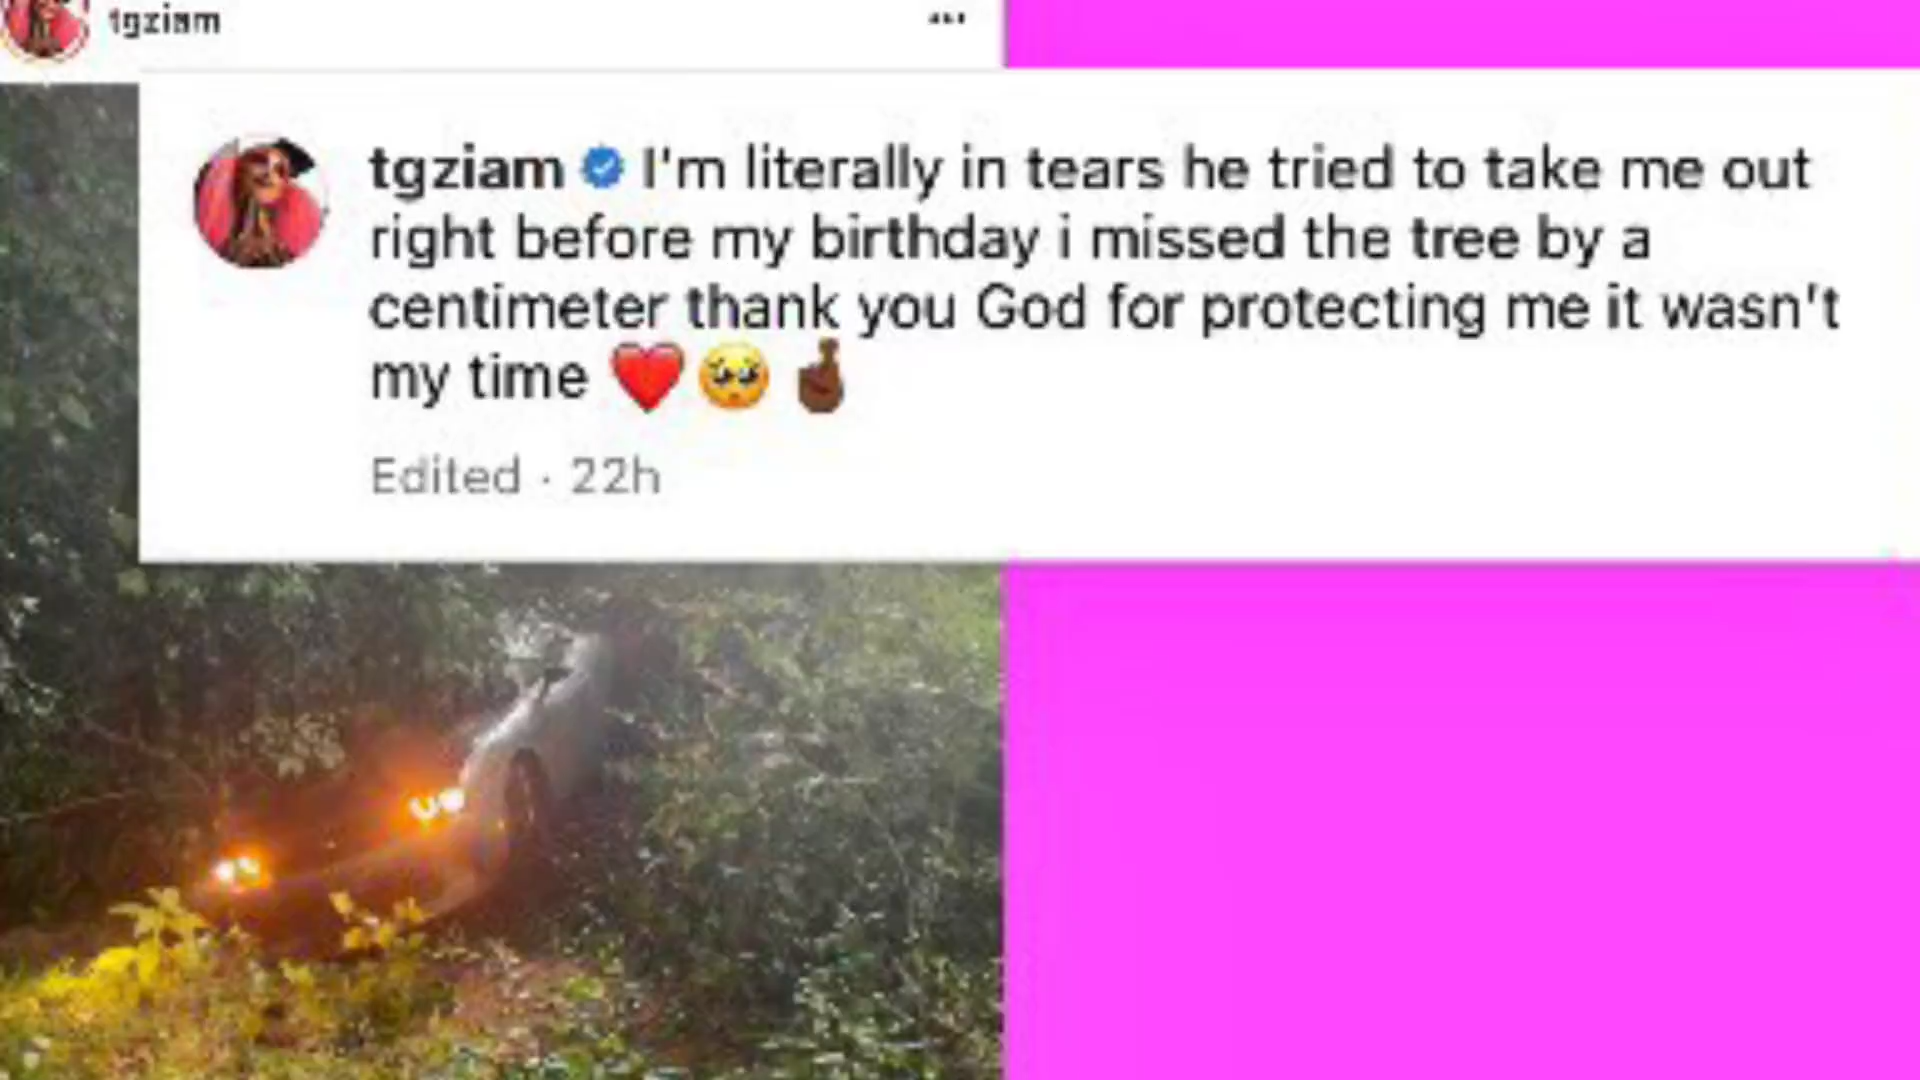 tgziam
tgziam I'm literally in tears he tried to take me out
right before my birthday i missed the tree by a
centimeter thank you God for protecting me it wasn't
my time ❤️🥺🤞🏾
Edited · 22h